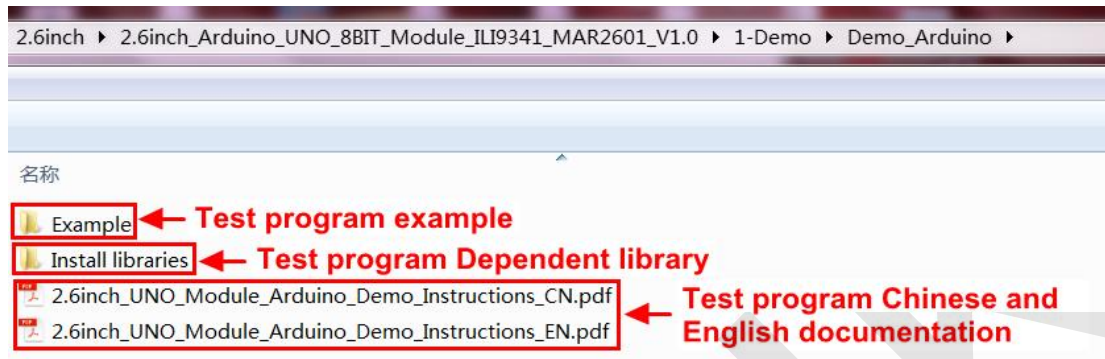 2.6inch ▸ 2.6inch_Arduino_UNO_8BIT_Module_ILI9341_MAR2601_V1.0 ▸ 1-Demo ▸ Demo_Arduino ▸
名称
Example Test program example
Install libraries Test program Dependent library
2.6inch_UNO_Module_Arduino_Demo_Instructions_CN.pdf
2.6inch_UNO_Module_Arduino_Demo_Instructions_EN.pdf
Test program Chinese and
English documentation